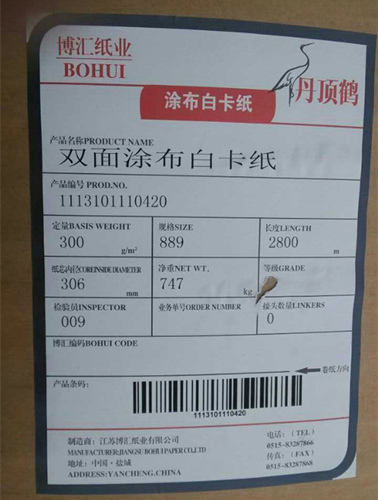 博汇纸业
BOHUI
丹顶鹤
涂布白卡纸
产品名称PRODUCT NAME
双面涂布白卡纸
产品编号 PROD.NO.
1113101110420
定量BASIS WEIGHT 规格SIZE 长度LENGTH
300 g/m² 889 2800 m
纸芯内径COREINSIDE DIAMETER 净重NET WT. 等级GRADE
306 mm 747 kg
检验员INSPECTOR 业务单号ORDER NUMBER 接头数量LINKERS
009 0
博汇编码BOHUI CODE
卷纸方向
产品条码:
1113101110420
制造商:江苏博汇纸业有限公司 电话:(TEL)
MANUFACTURER:JIANGSU BOHUI PAPER CO,LTD 0515-83287866
地址:中国·盐城 传真:(FAX)
ADDRESS:YANCHENG.CHINA 0515-83287868